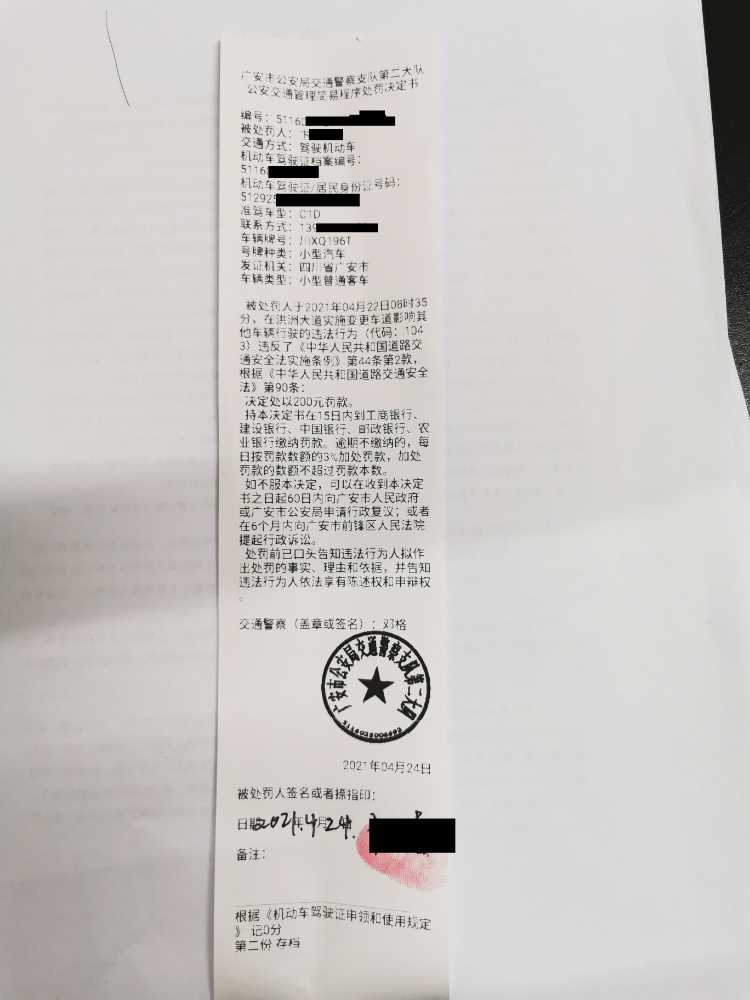 广安市公安局交通警察支队第二大队
公安交通管理简易程序处罚决定书
编号：5116
被处罚人：
交通方式：驾驶机动车
机动车驾驶证档案编号：
5116
机动车驾驶证/居民身份证号码：
512925
准驾车型：C1D
联系方式：139
车辆牌号：川XQ1961
号牌种类：小型汽车
发证机关：四川省广安市
车辆类型：小型普通客车
被处罚人于2021年04月22日08时35
分，在洪洲大道实施变更车道影响其
他车辆行驶的违法行为（代码：104
3）违反了《中华人民共和国道路交
通安全法实施条例》第44条第2款，
根据《中华人民共和国道路交通安全
法》第90条：
决定处以200元罚款。
持本决定书在15日内到工商银行、
建设银行、中国银行、邮政银行、农
业银行缴纳罚款。逾期不缴纳的，每
日按罚款数额的3%加处罚款，加处
罚款的数额不超过罚款本数。
如不服本决定，可以在收到本决定
书之日起60日内向广安市人民政府
或广安市公安局申请行政复议；或者
在6个月内向广安市前锋区人民法院
提起行政诉讼。
处罚前已口头告知违法行为人拟作
出处罚的事实、理由和依据，并告知
违法行为人依法享有陈述权和申辩权
。
交通警察（盖章或签名）：邓格
广安市公安局交通警察支队第二大队
2021年04月24日
被处罚人签名或者捺指印：
日期 年 月 2021.4.24.
备注：
根据《机动车驾驶证申领和使用规定
》记0分
第二份 存档